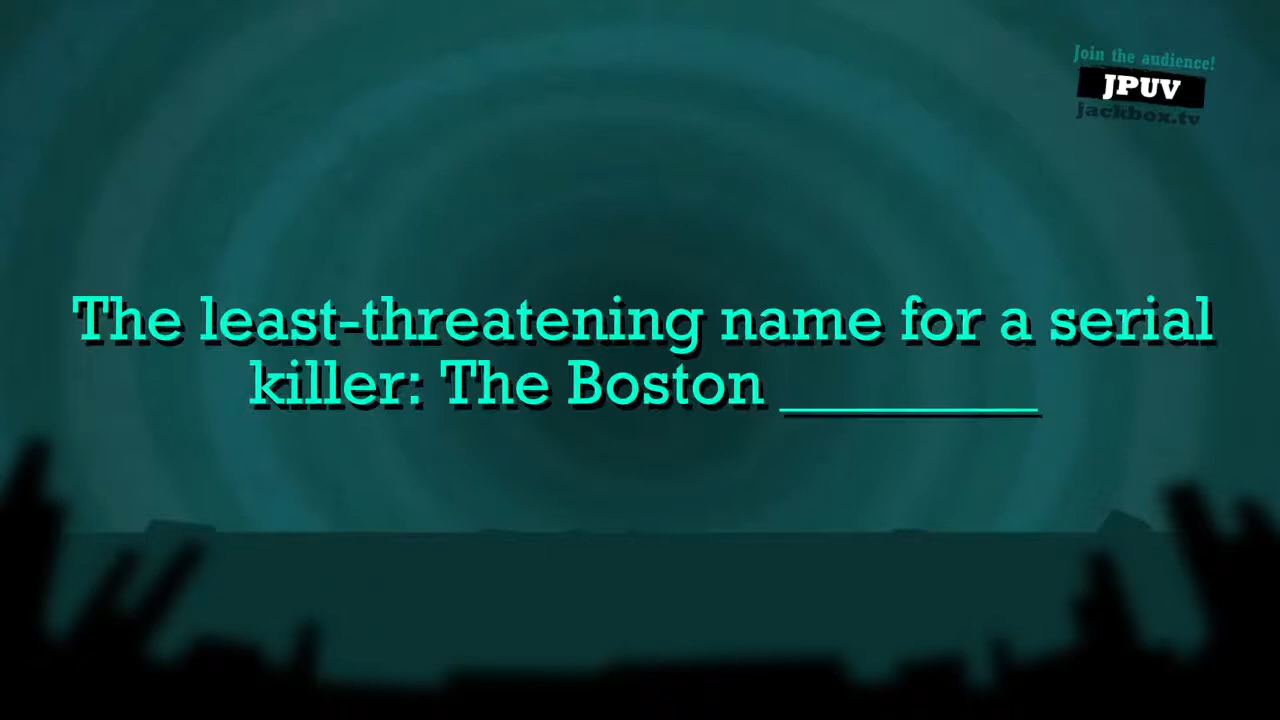 Join the audience!
JPUV
jackbox.tv
The least-threatening name for a serial
killer: The Boston ________